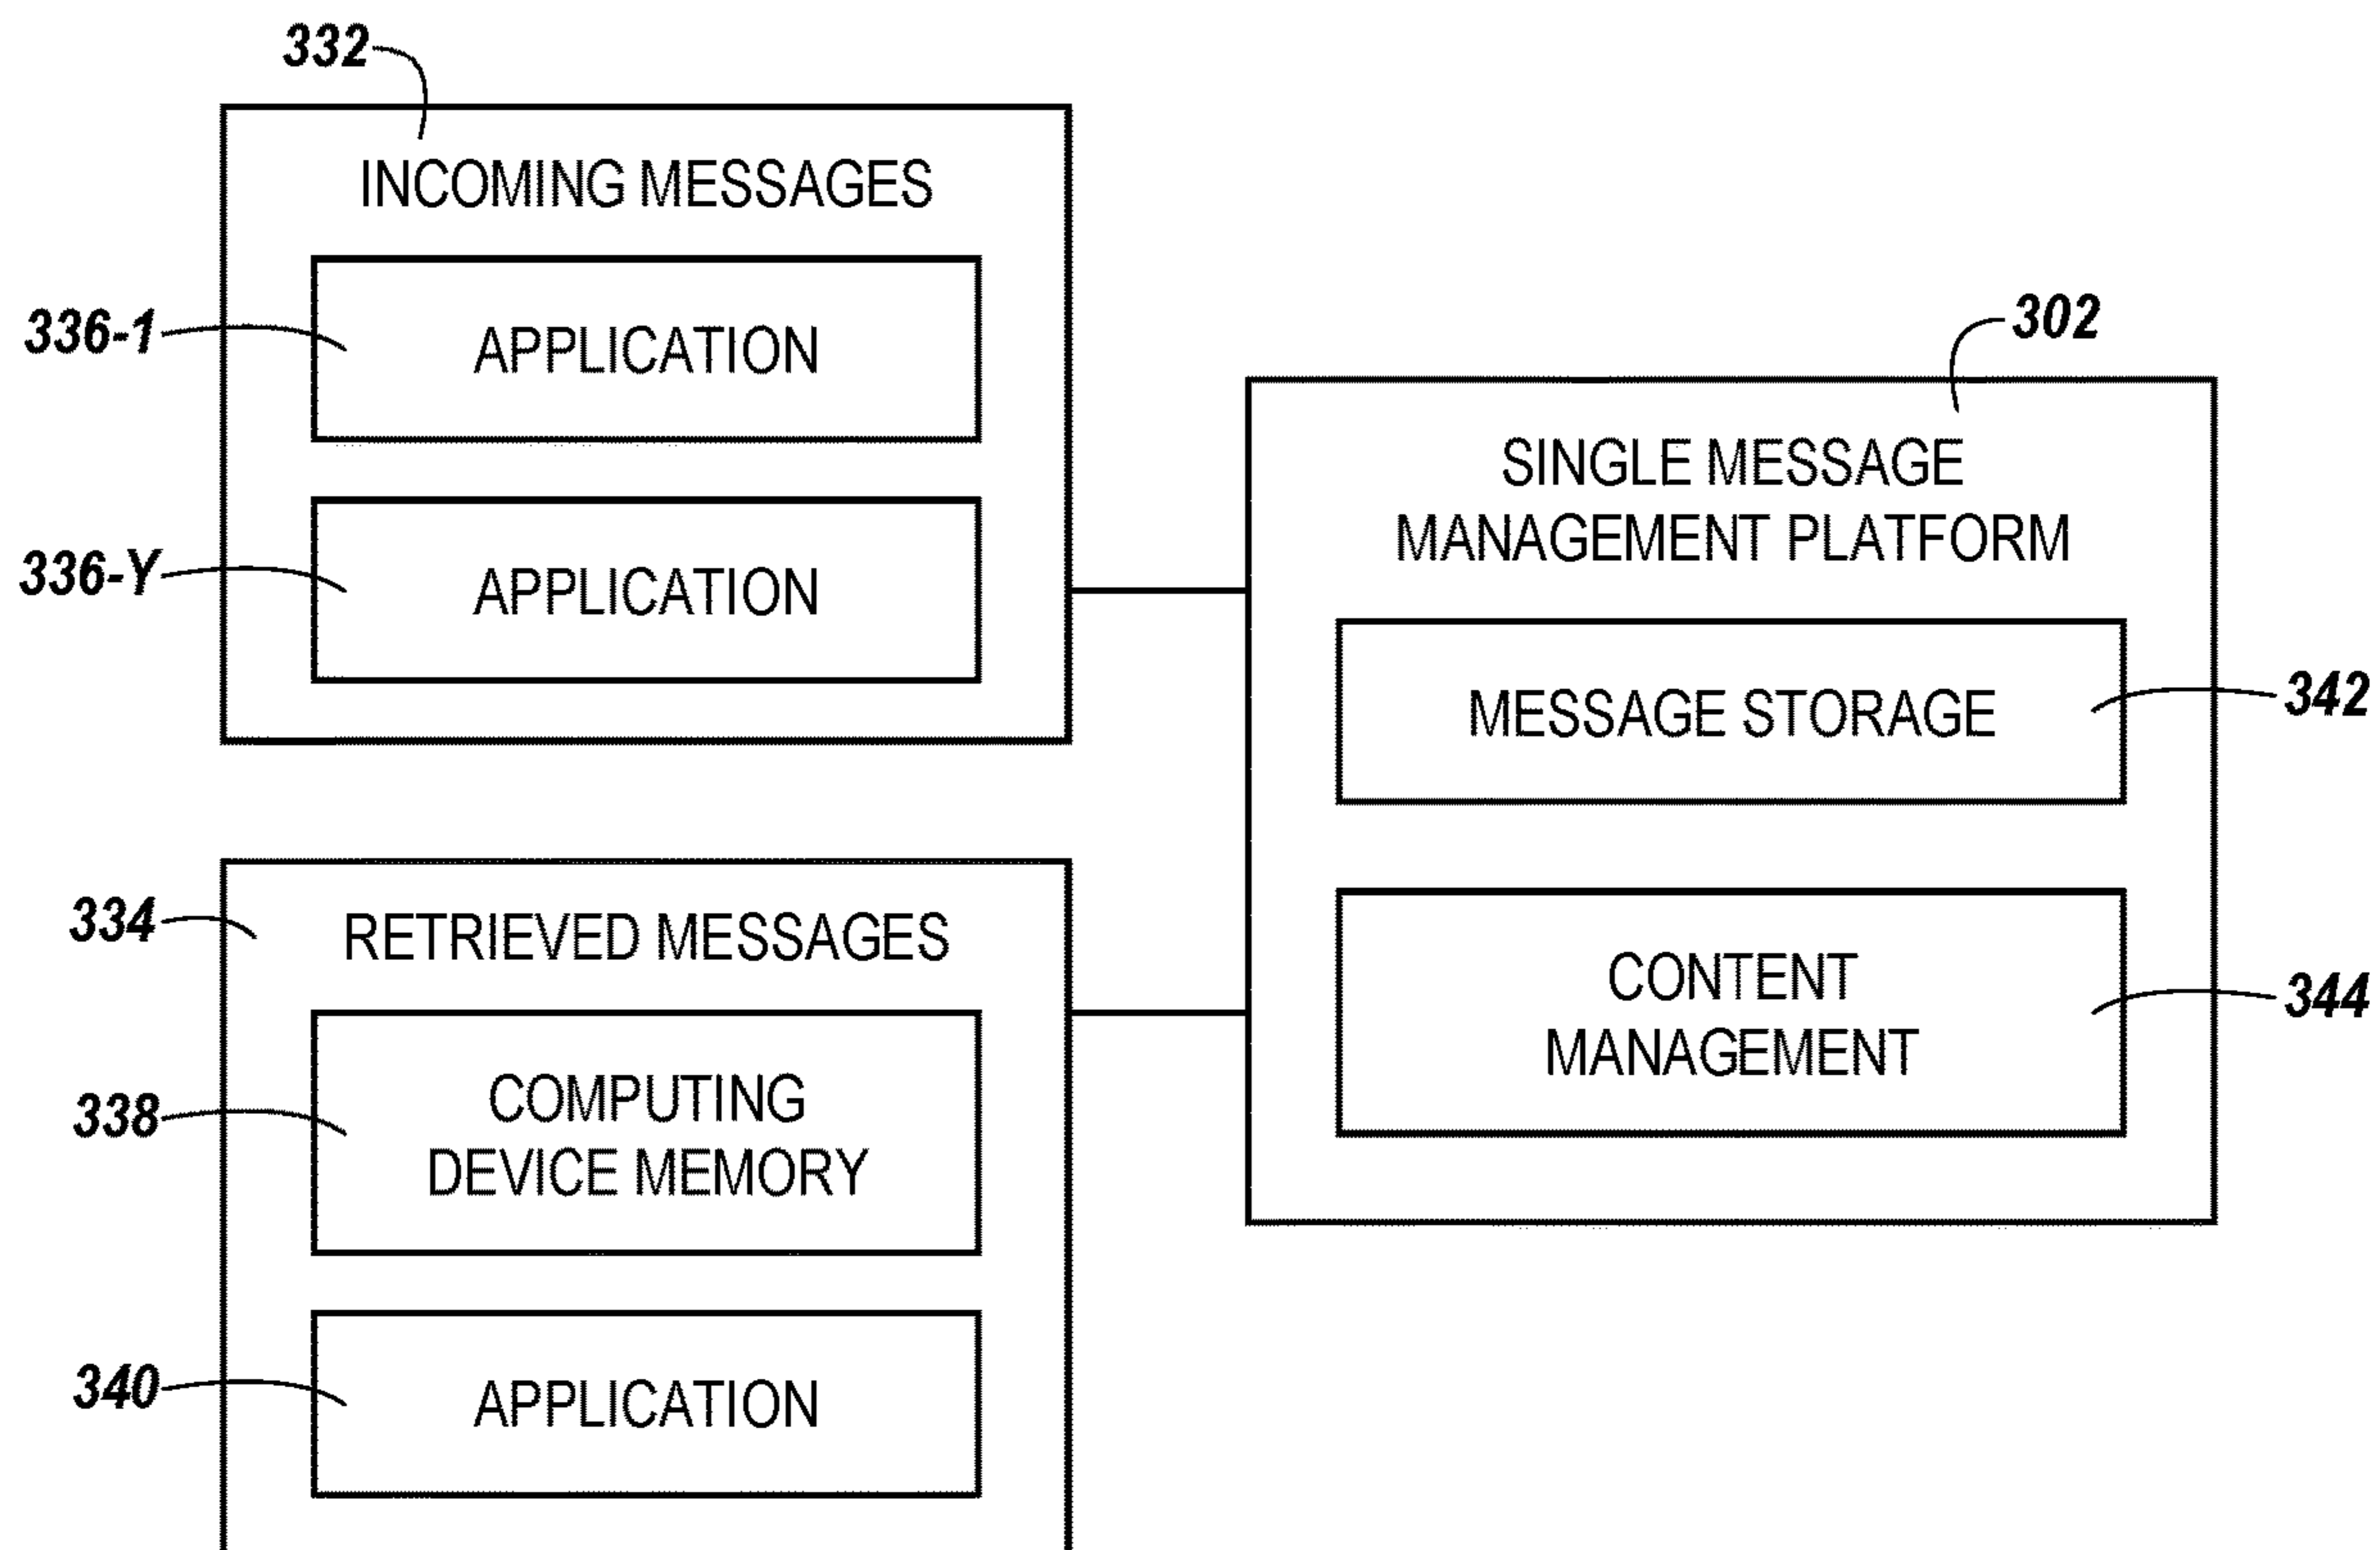 332
INCOMING MESSAGES
336-1
APPLICATION
336-Y
APPLICATION
302
SINGLE MESSAGE
MANAGEMENT PLATFORM
MESSAGE STORAGE
342
CONTENT
MANAGEMENT
344
334
RETRIEVED MESSAGES
338
COMPUTING
DEVICE MEMORY
340
APPLICATION